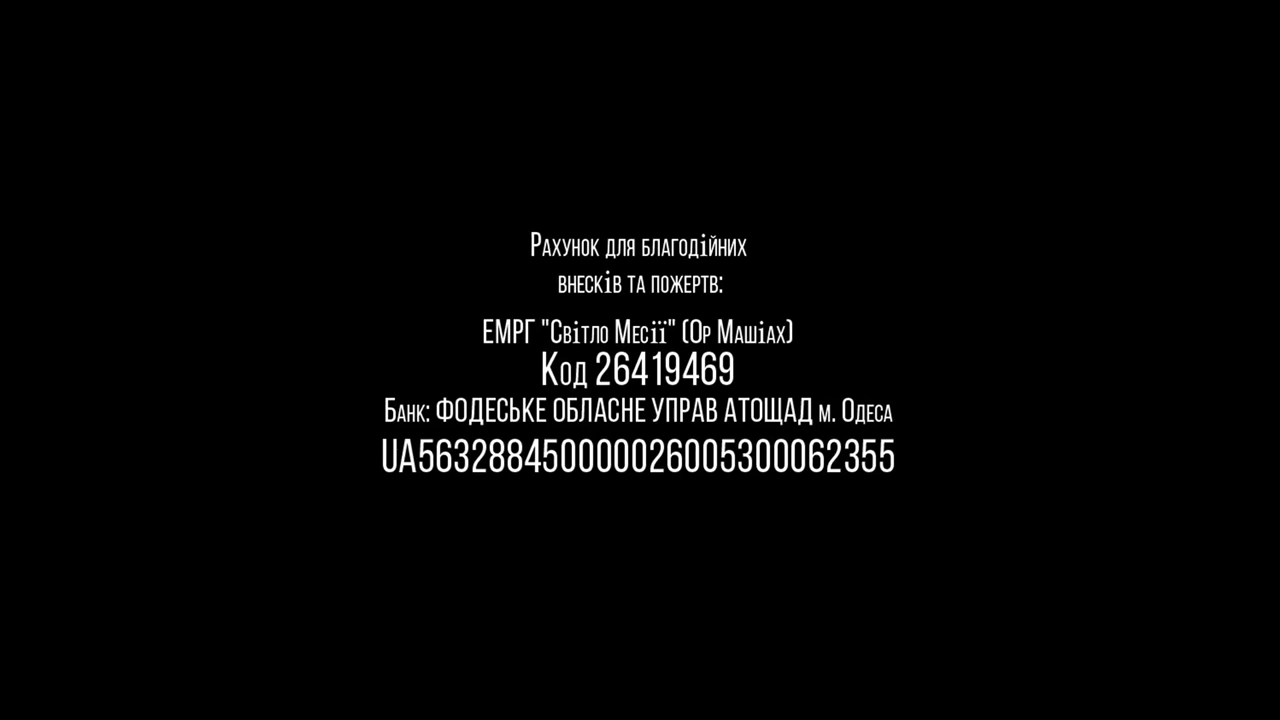 Рахунок для благодійних
внесків та пожертв:
ЕМРГ "Світло Месії" (Ор Машіах)
Код 26419469
Банк: ФОДЕСЬКЕ ОБЛАСНЕ УПРАВ АТОЩАД м. Одеса
UA563288450000026005300062355